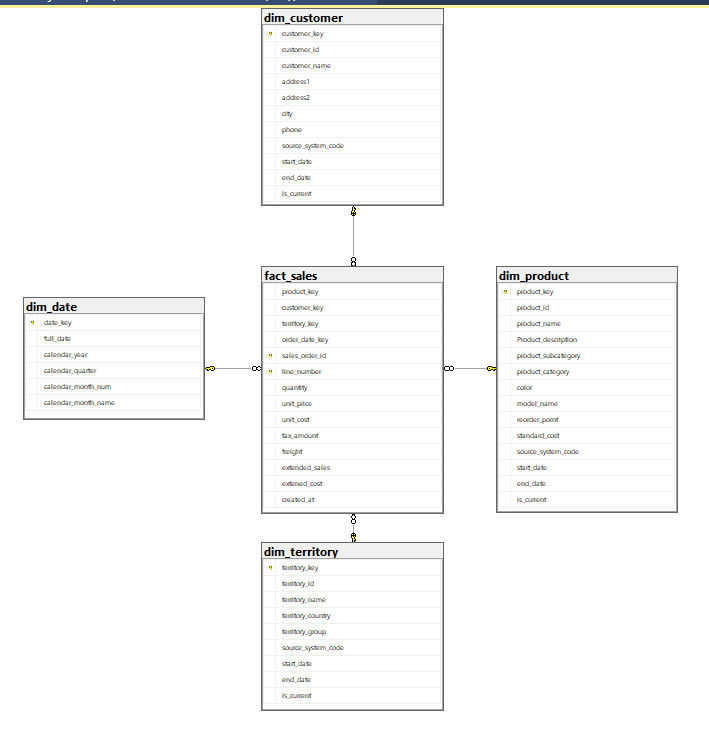 dim_customer
customer_key
customer_id
customer_name
address1
address2
city
phone
source_system_code
start_date
end_date
is_current
fact_sales
product_key
customer_key
territory_key
order_date_key
sales_order_id
line_number
quantity
unit_price
unit_cost
tax_amount
freight
extended_sales
extened_cost
created_at
dim_product
product_key
product_id
product_name
Product_description
product_subcategory
product_category
color
model_name
reorder_point
standard_cost
source_system_code
start_date
end_date
is_current
dim_date
date_key
full_date
calendar_year
calendar_quarter
calendar_month_num
calendar_month_name
dim_territory
territory_key
territory_id
territory_name
territory_country
territory_group
source_system_code
start_date
end_date
is_current